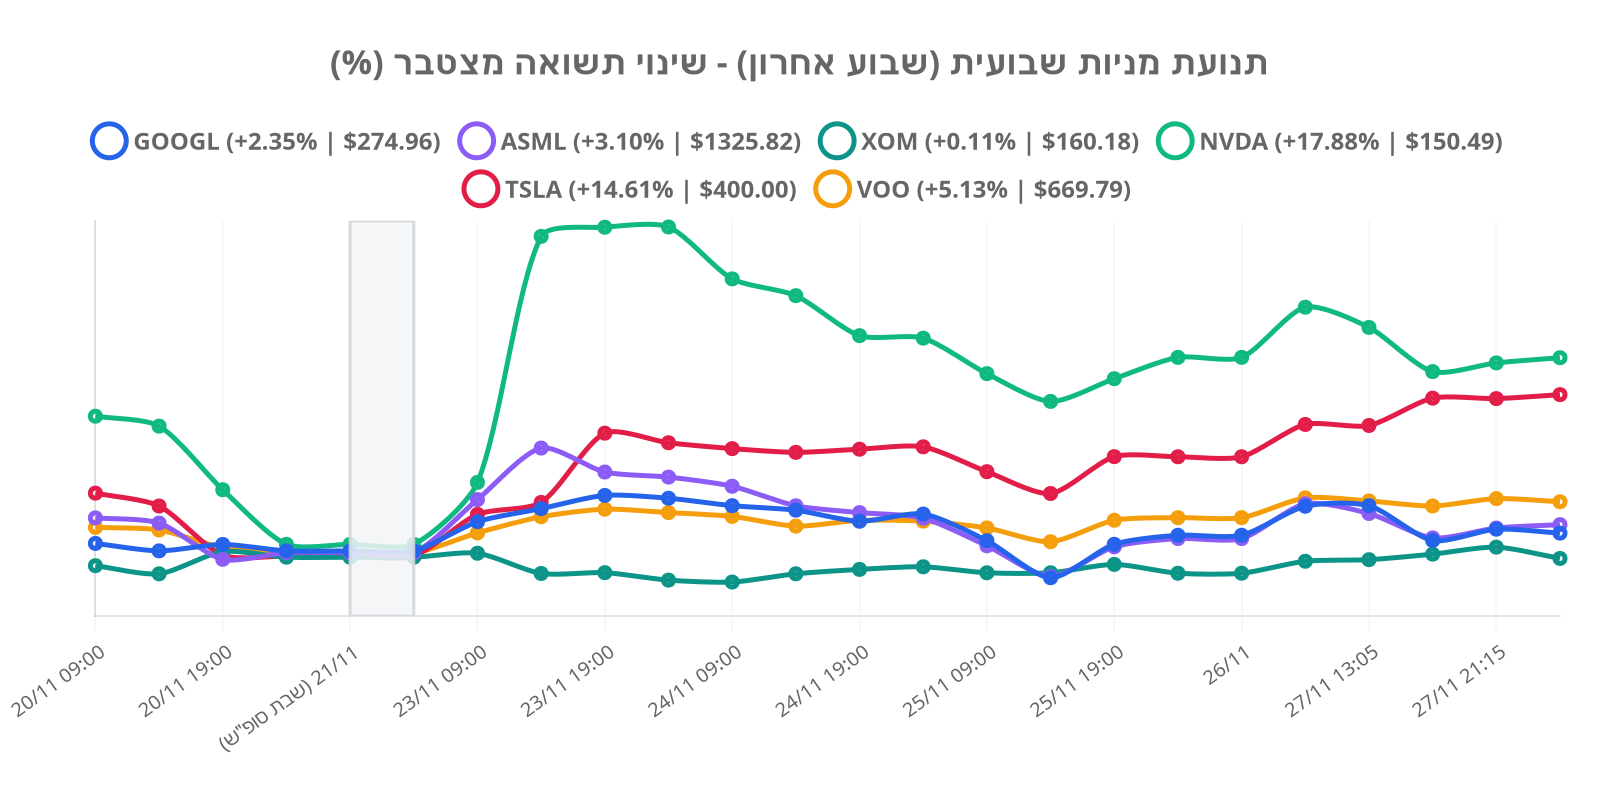 תנועת מניות שבועית (שבוע אחרון) - שינוי תשואה מצטבר (%)
GOOGL (+2.35% | $274.96) ASML (+3.10% | $1325.82) XOM (+0.11% | $160.18) NVDA (+17.88% | $150.49)
TSLA (+14.61% | $400.00) VOO (+5.13% | $669.79)
20/11 09:00
20/11 19:00
21/11 (שבת סופ"ש)
23/11 09:00
23/11 19:00
24/11 09:00
24/11 19:00
25/11 09:00
25/11 19:00
26/11
27/11 13:05
27/11 21:15